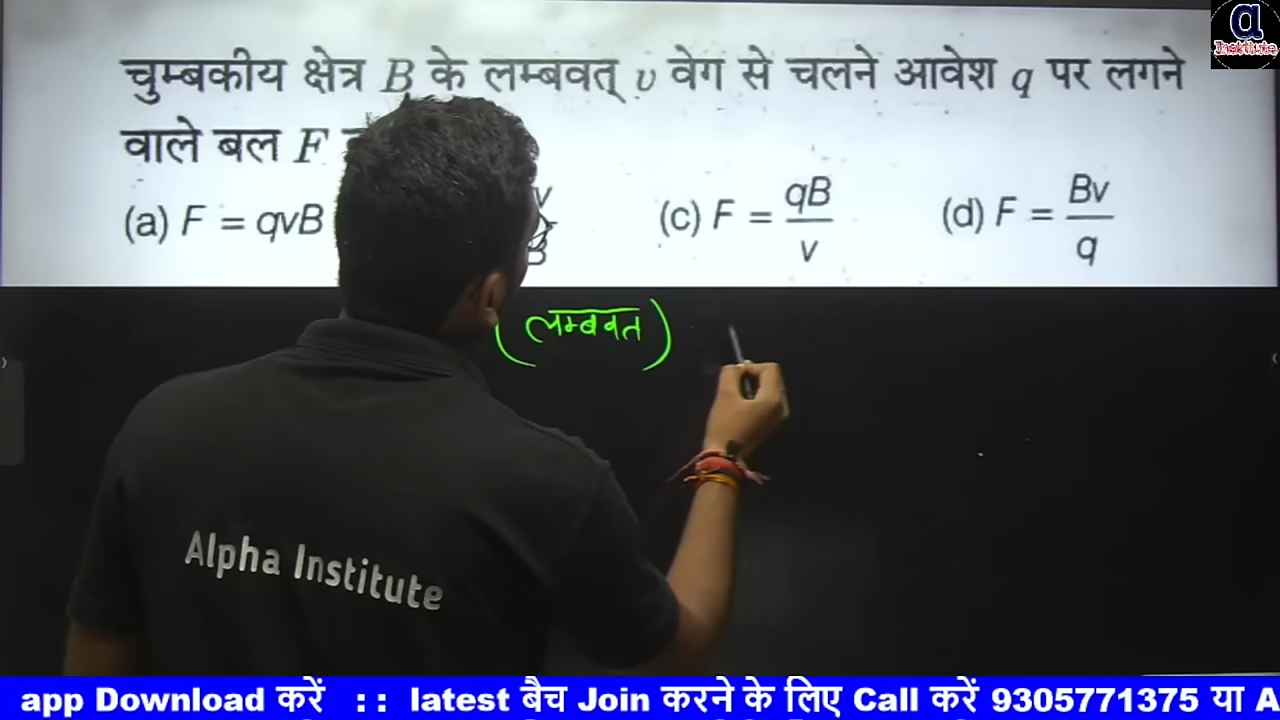 α
Institute
चुम्बकीय क्षेत्र B के लम्बवत् v वेग से चलने आवेश q पर लगने
वाले बल F
(a) F = qvB
v
B
(c) F = qB/v
(d) F = Bv/q
(लम्बवत)
Alpha Institute
app Download करें :: latest बैच Join करने के लिए Call करें 9305771375 या A